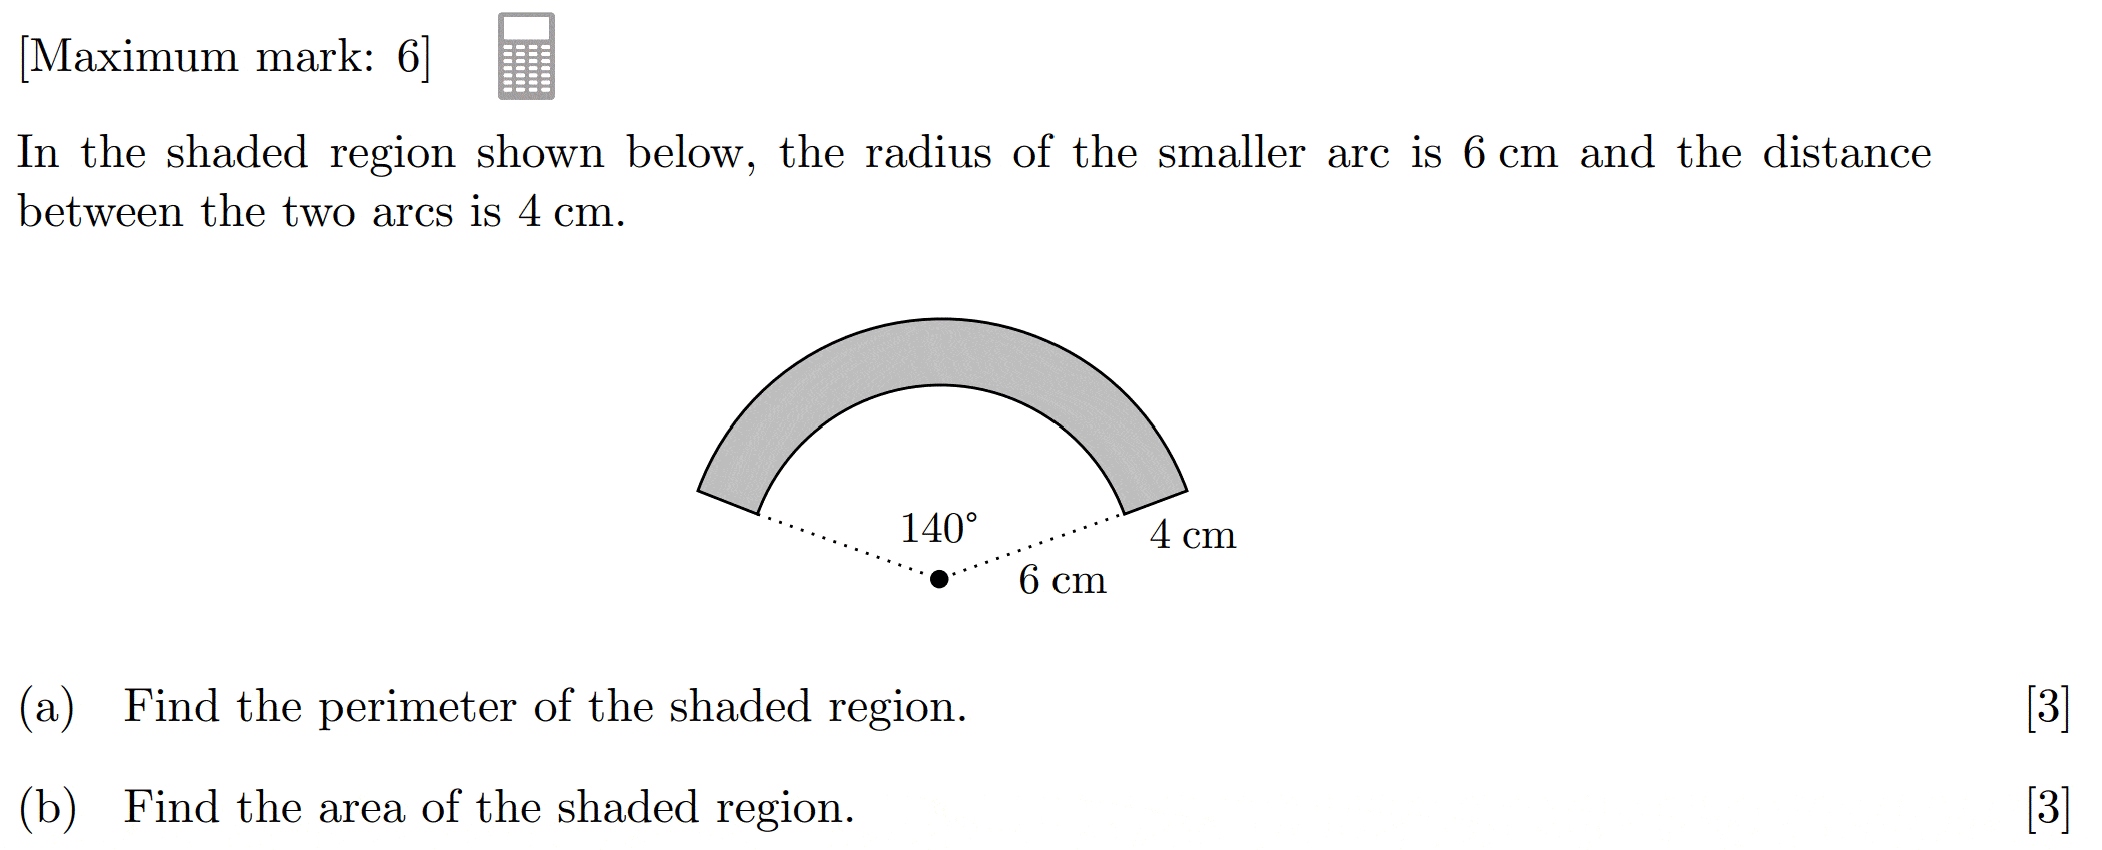 [Maximum mark: 6]
In the shaded region shown below, the radius of the smaller arc is 6 cm and the distance
between the two arcs is 4 cm.
140°
4 cm
6 cm
(a) Find the perimeter of the shaded region. [3]
(b) Find the area of the shaded region. [3]